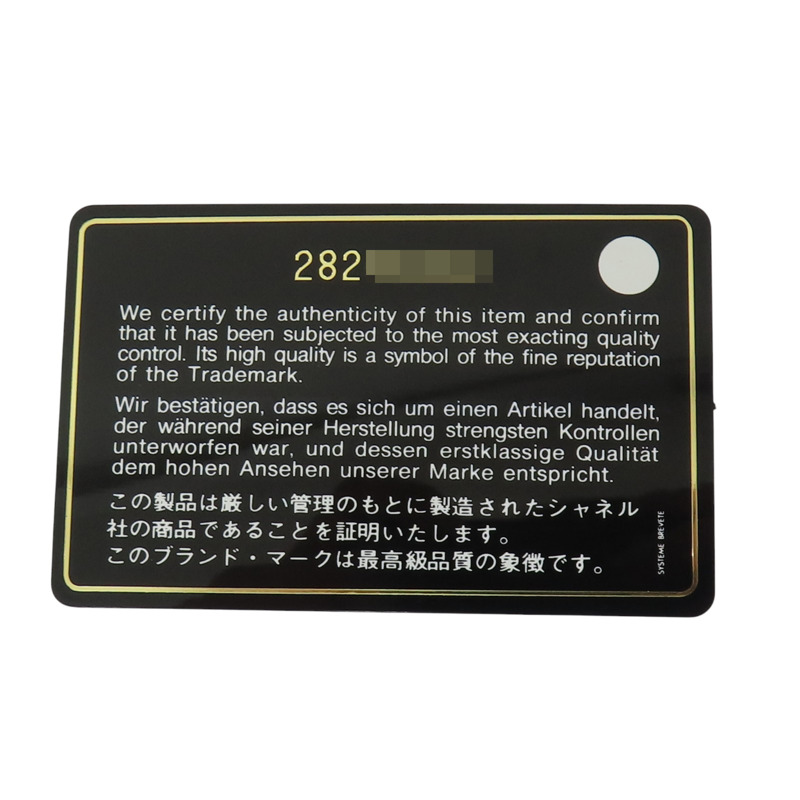 282
We certify the authenticity of this item and confirm
that it has been subjected to the most exacting quality
control. Its high quality is a symbol of the fine reputation
of the Trademark.
Wir bestätigen, dass es sich um einen Artikel handelt,
der während seiner Herstellung strengsten Kontrollen
unterworfen war, und dessen erstklassige Qualität
dem hohen Ansehen unserer Marke entspricht.
この製品は厳しい管理のもとに製造されたシャネル
社の商品であることを証明いたします。
このブランド・マークは最高級品質の象徴です。
SYSTEME BREVETE